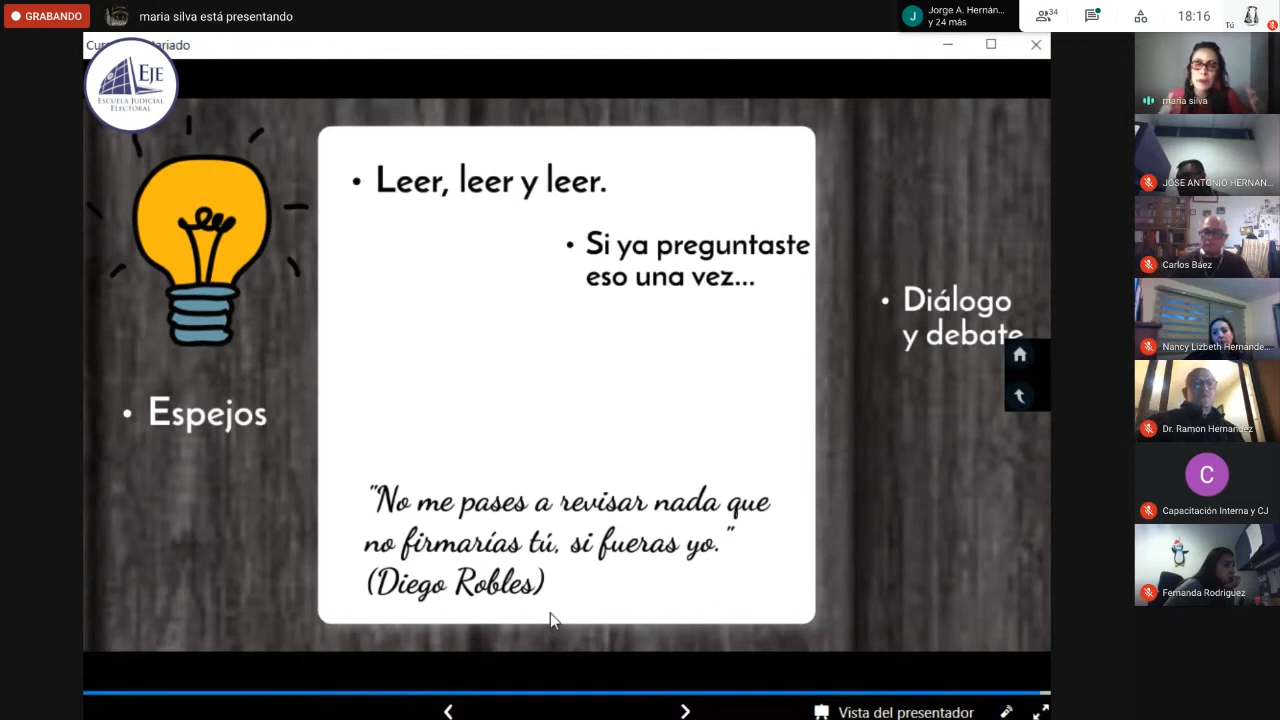 GRABANDO
maria silva está presentando
Jorge A. Hernán...
y 24 más
34
18:16
Tú
EJE
ESCUELA JUDICIAL
ELECTORAL
• Leer, leer y leer.
• Si ya preguntaste
eso una vez...
• Diálogo
y debate
• Espejos
"No me pases a revisar nada que
no firmarías tú, si fueras yo."
(Diego Robles)
Vista del presentador
maria silva
JOSE ANTONIO HERNAN...
Carlos Báez
Nancy Lizbeth Hernánde...
Dr. Ramon Hernandez
C
Capacitación Interna y CJ
Fernanda Rodriguez